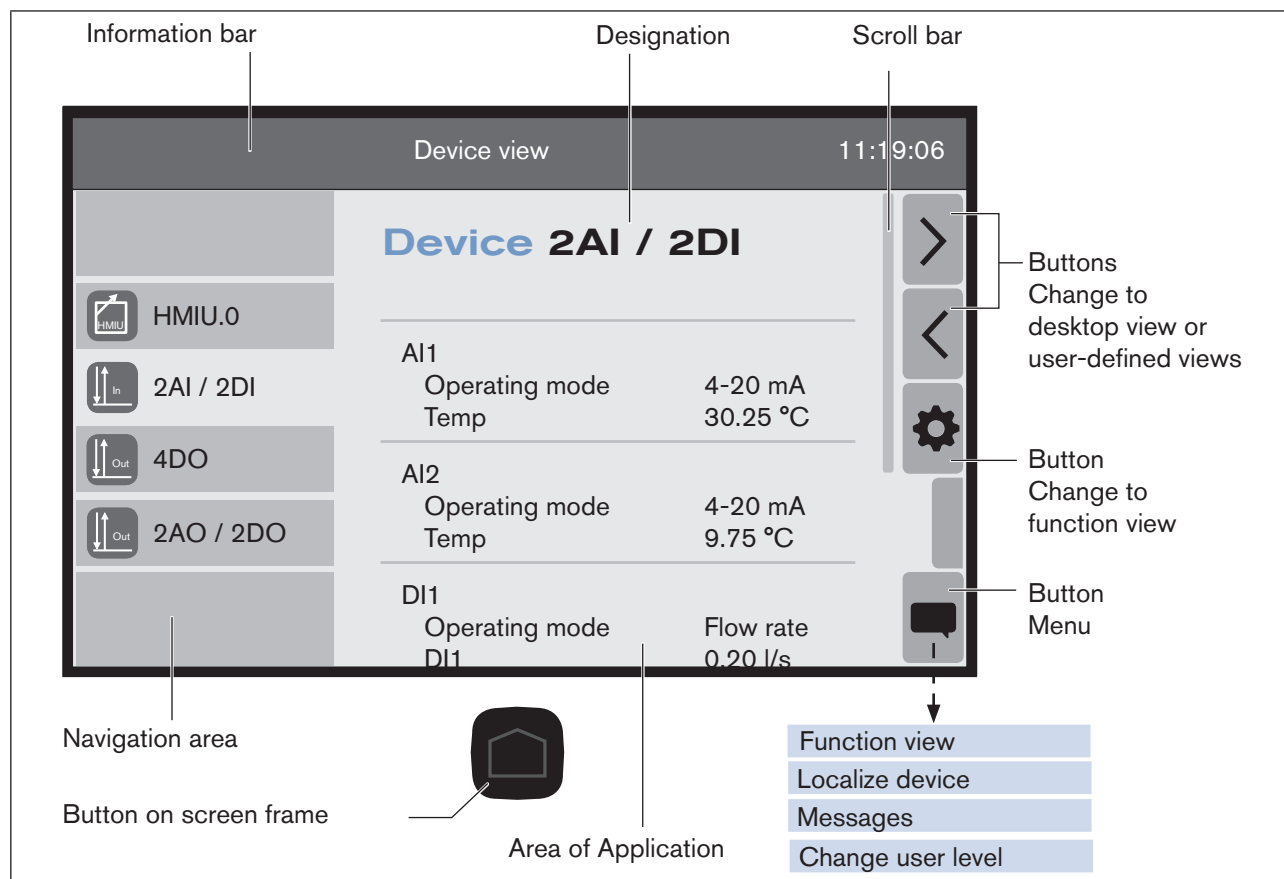 Information bar
Designation
Scroll bar
Device view
11:19:06
Device 2AI / 2DI
HMIU
HMIU.0
In
2AI / 2DI
Out
4DO
Out
2AO / 2DO
AI1
Operating mode 4-20 mA
Temp 30.25 °C
AI2
Operating mode 4-20 mA
Temp 9.75 °C
DI1
Operating mode Flow rate
DI1 0.20 l/s
Buttons
Change to
desktop view or
user-defined views
Button
Change to
function view
Button
Menu
Navigation area
Button on screen frame
Area of Application
Function view
Localize device
Messages
Change user level